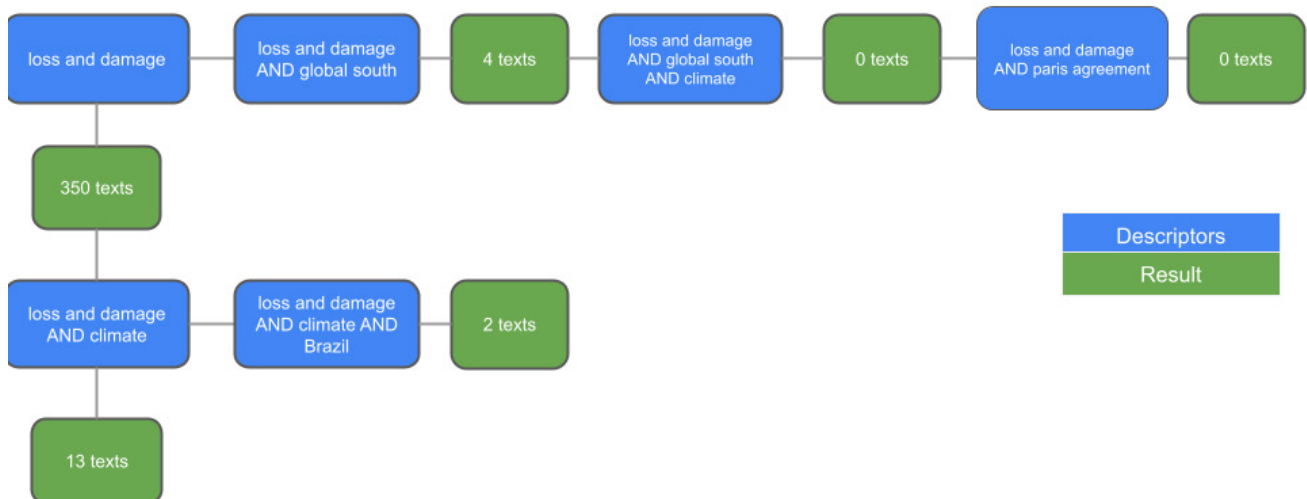 loss and damage
loss and damage
AND global south
4 texts
loss and damage
AND global south
AND climate
0 texts
loss and damage
AND paris agreement
0 texts
350 texts
Descriptors
Result
loss and damage
AND climate
loss and damage
AND climate AND
Brazil
2 texts
13 texts